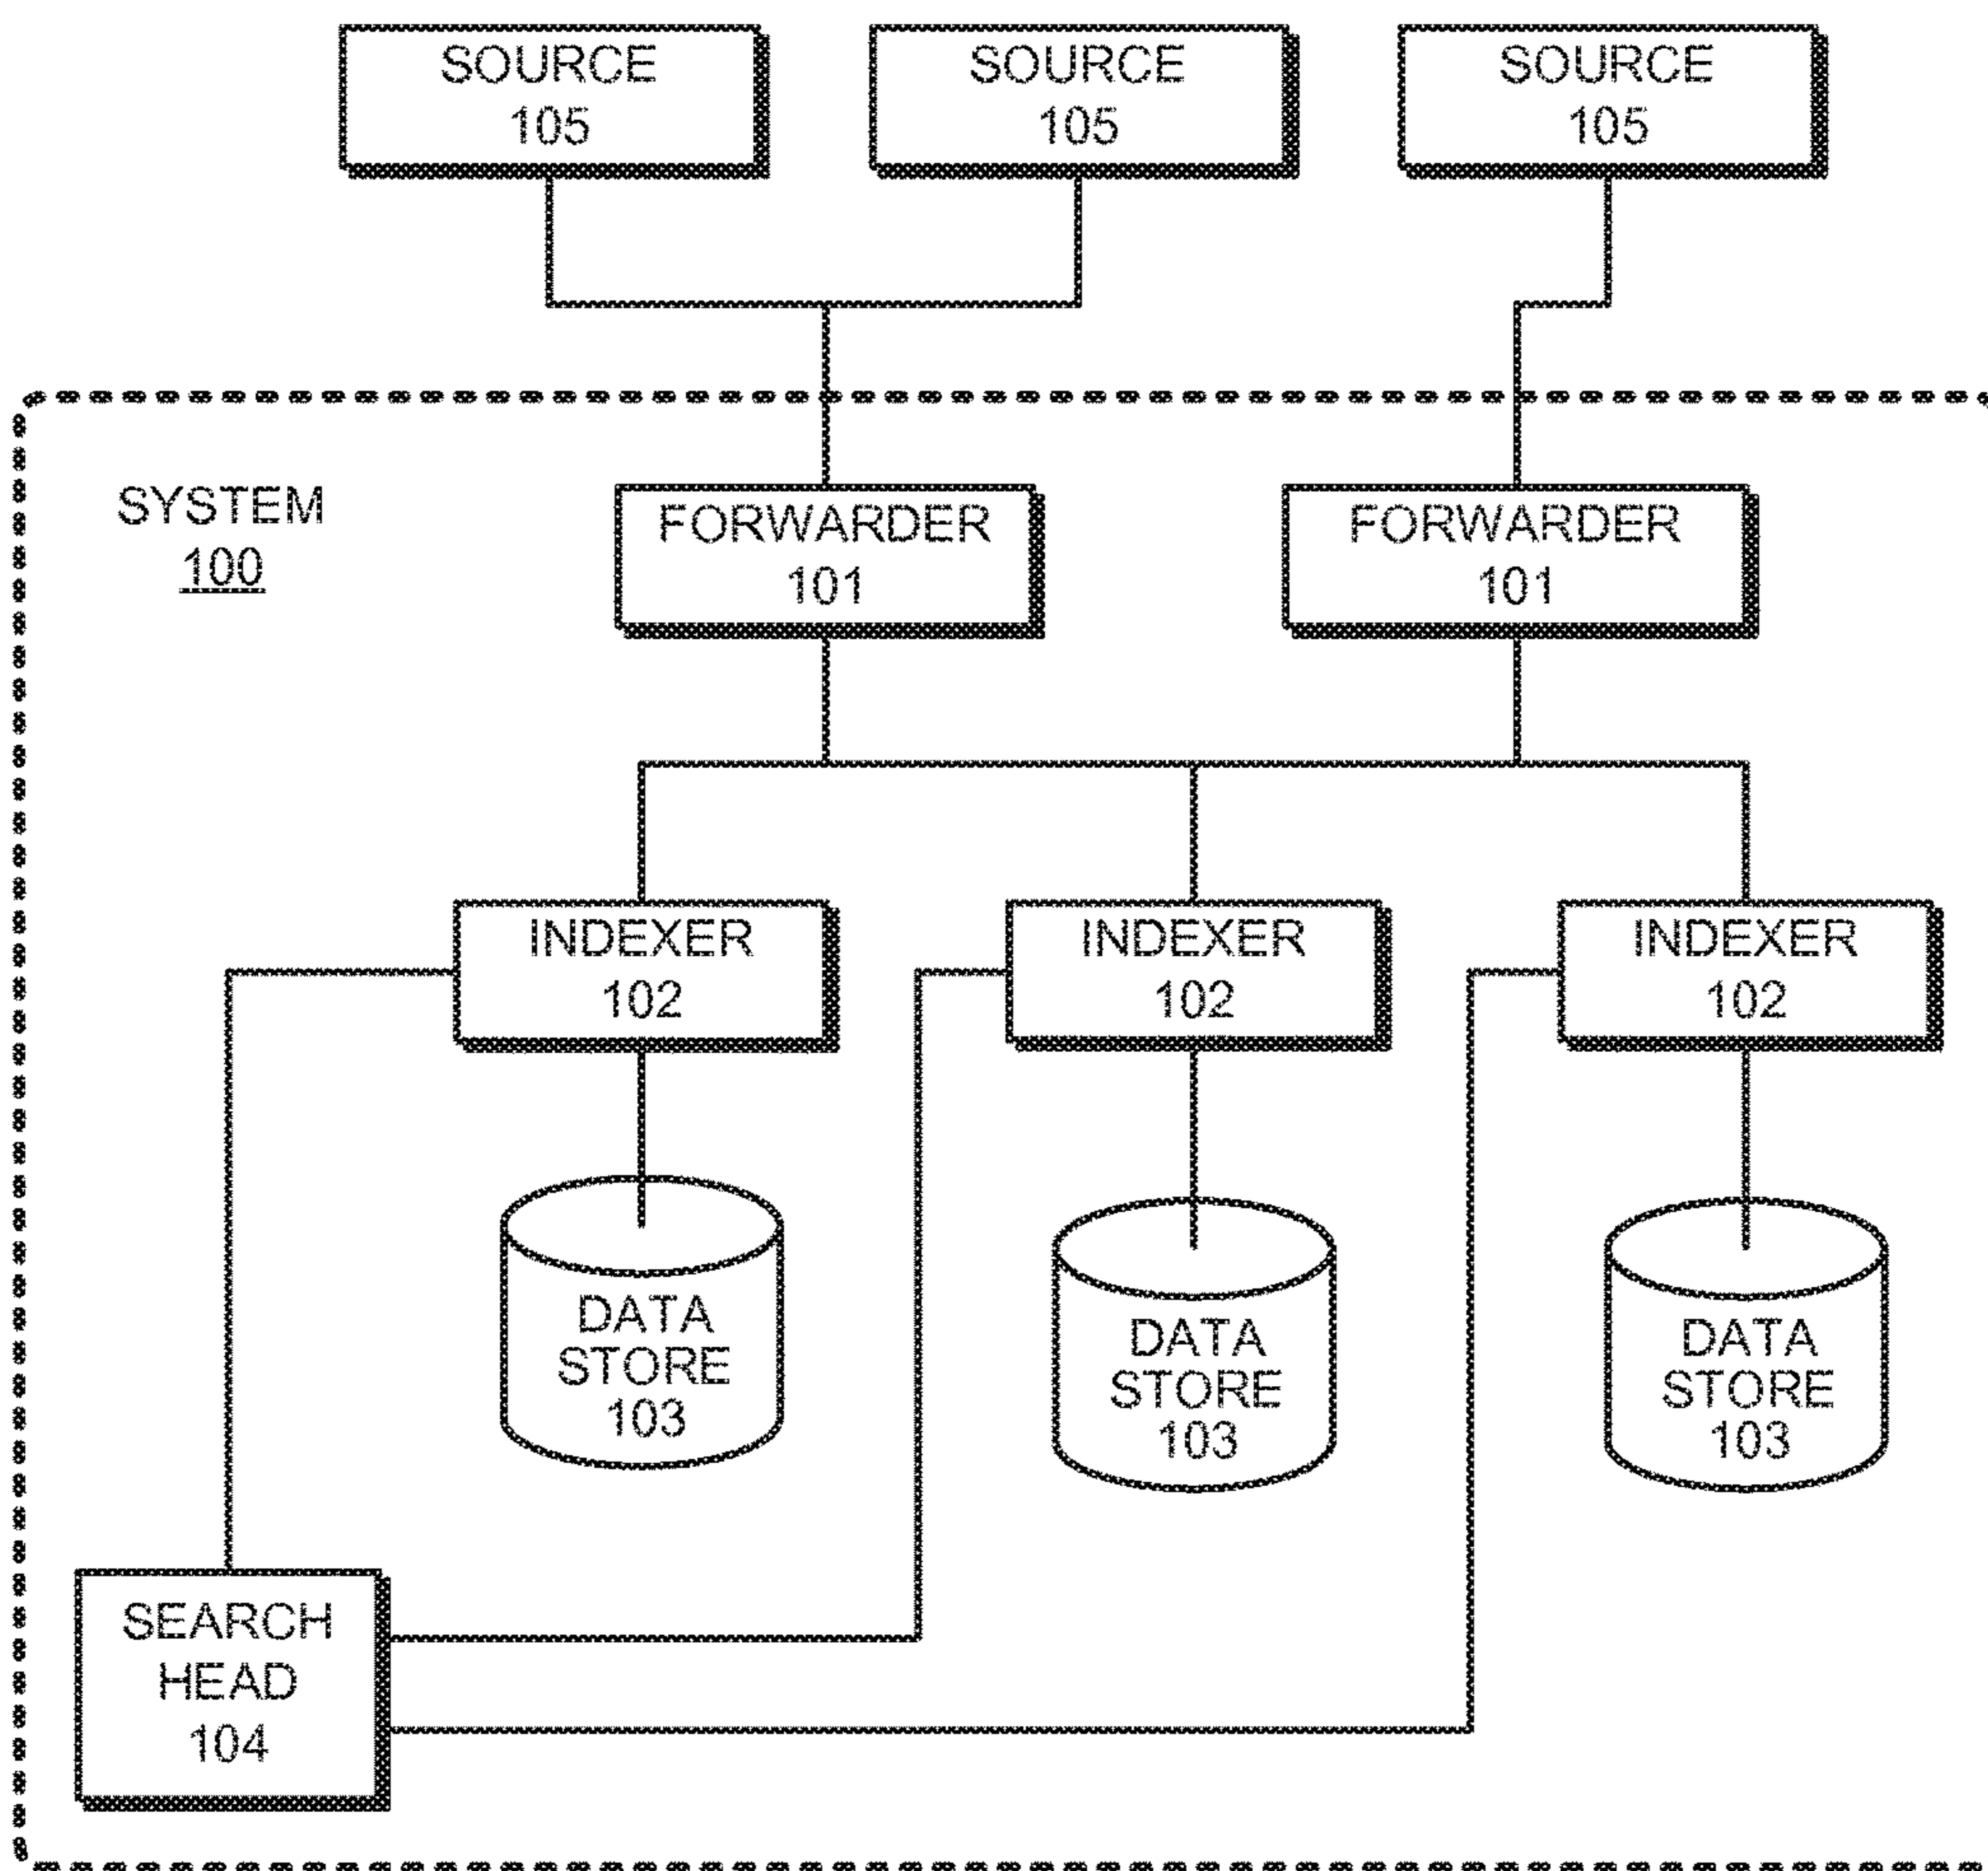 SOURCE
105
SOURCE
105
SOURCE
105
SYSTEM
100
FORWARDER
101
FORWARDER
101
INDEXER
102
INDEXER
102
INDEXER
102
DATA
STORE
103
DATA
STORE
103
DATA
STORE
103
SEARCH
HEAD
104